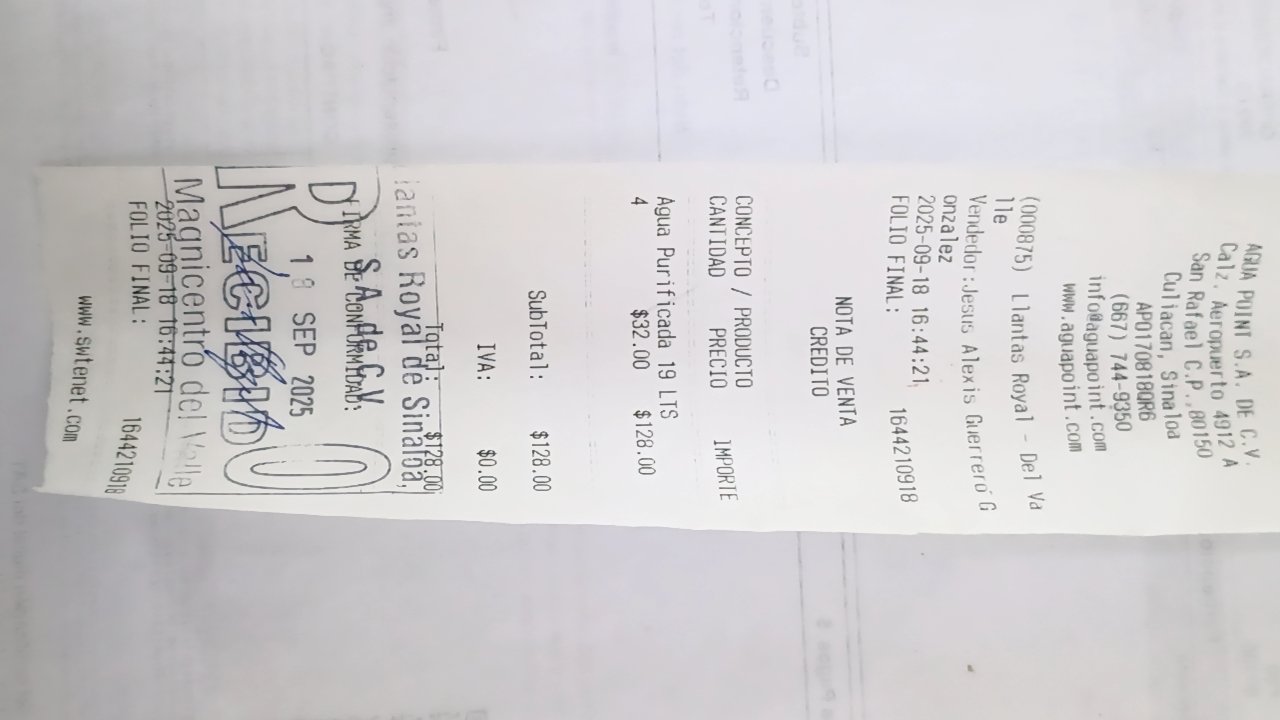 AGUA POINT S.A. DE C.V.
Calz. Aeropuerto 4912 A
San Rafael C.P., 80150
Culiacan, Sinaloa
APO170818QR6
(667) 744-9350
info@aguapoint.com
www.aguapoint.com
(000875) Llantas Royal - Del Va
lle
Vendedor:Jesus Alexis Guerrero G
onzalez
2025-09-18 16:44:21
FOLIO FINAL: 1644210918
NOTA DE VENTA
CREDITO
CONCEPTO / PRODUCTO
CANTIDAD PRECIO IMPORTE
Agua Purificada 19 LTS
4 $32.00 $128.00
SubTotal: $128.00
IVA: $0.00
Total: $128.00
Llantas Royal de Sinaloa,
S.A. de C.V.
FIRMA DE CONFORMIDAD:
18 SEP 2025
RECIBIDO
Magnicentro del Valle
2025-09-18 16:44:21
FOLIO FINAL: 1644210918
www.swtenet.com